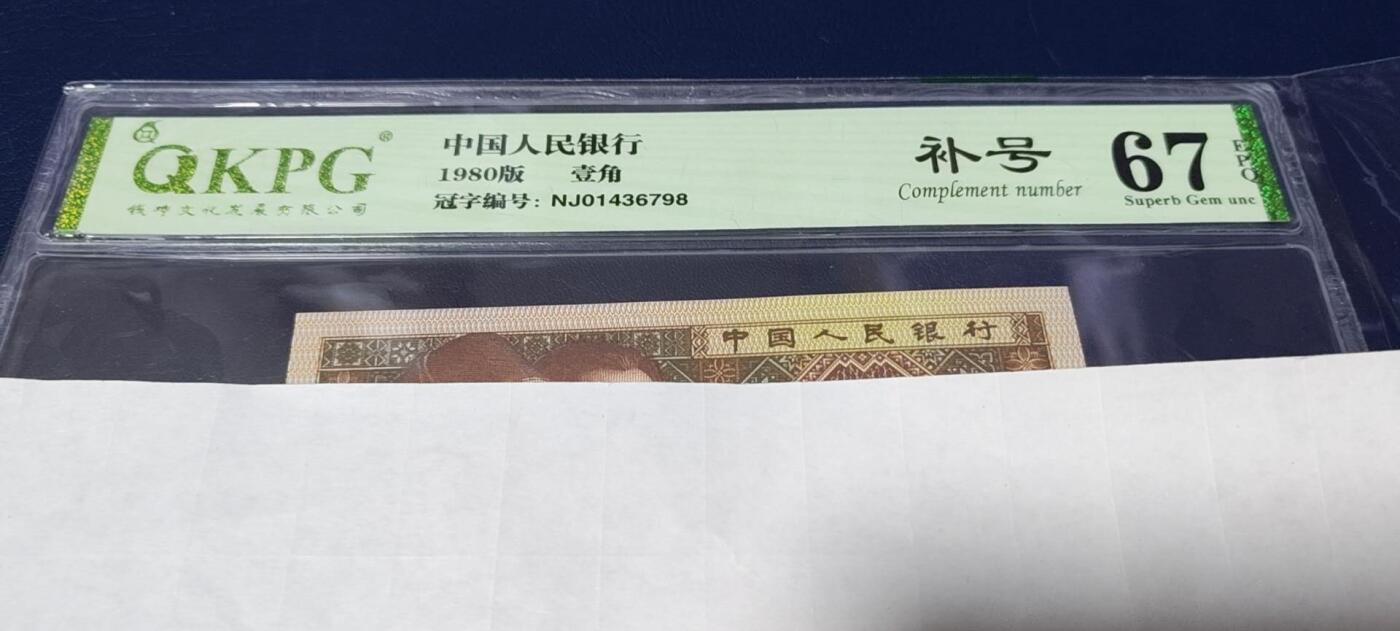 QKPG®
钱博文化发展有限公司
中国人民银行
1980版 壹角
冠字编号: NJ01436798
补号
Complement number
67
EPQ
Superb Gem unc
中国人民银行